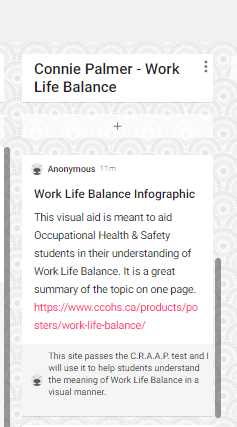 Connie Palmer - Work
Life Balance
+
Anonymous 11m
Work Life Balance Infographic
This visual aid is meant to aid
Occupational Health & Safety
students in their understanding of
Work Life Balance. It is a great
summary of the topic on one page.
https://www.ccohs.ca/products/po
sters/work-life-balance/
This site passes the C.R.A.A.P. test and I
will use it to help students understand
the meaning of Work Life Balance in a
visual manner.